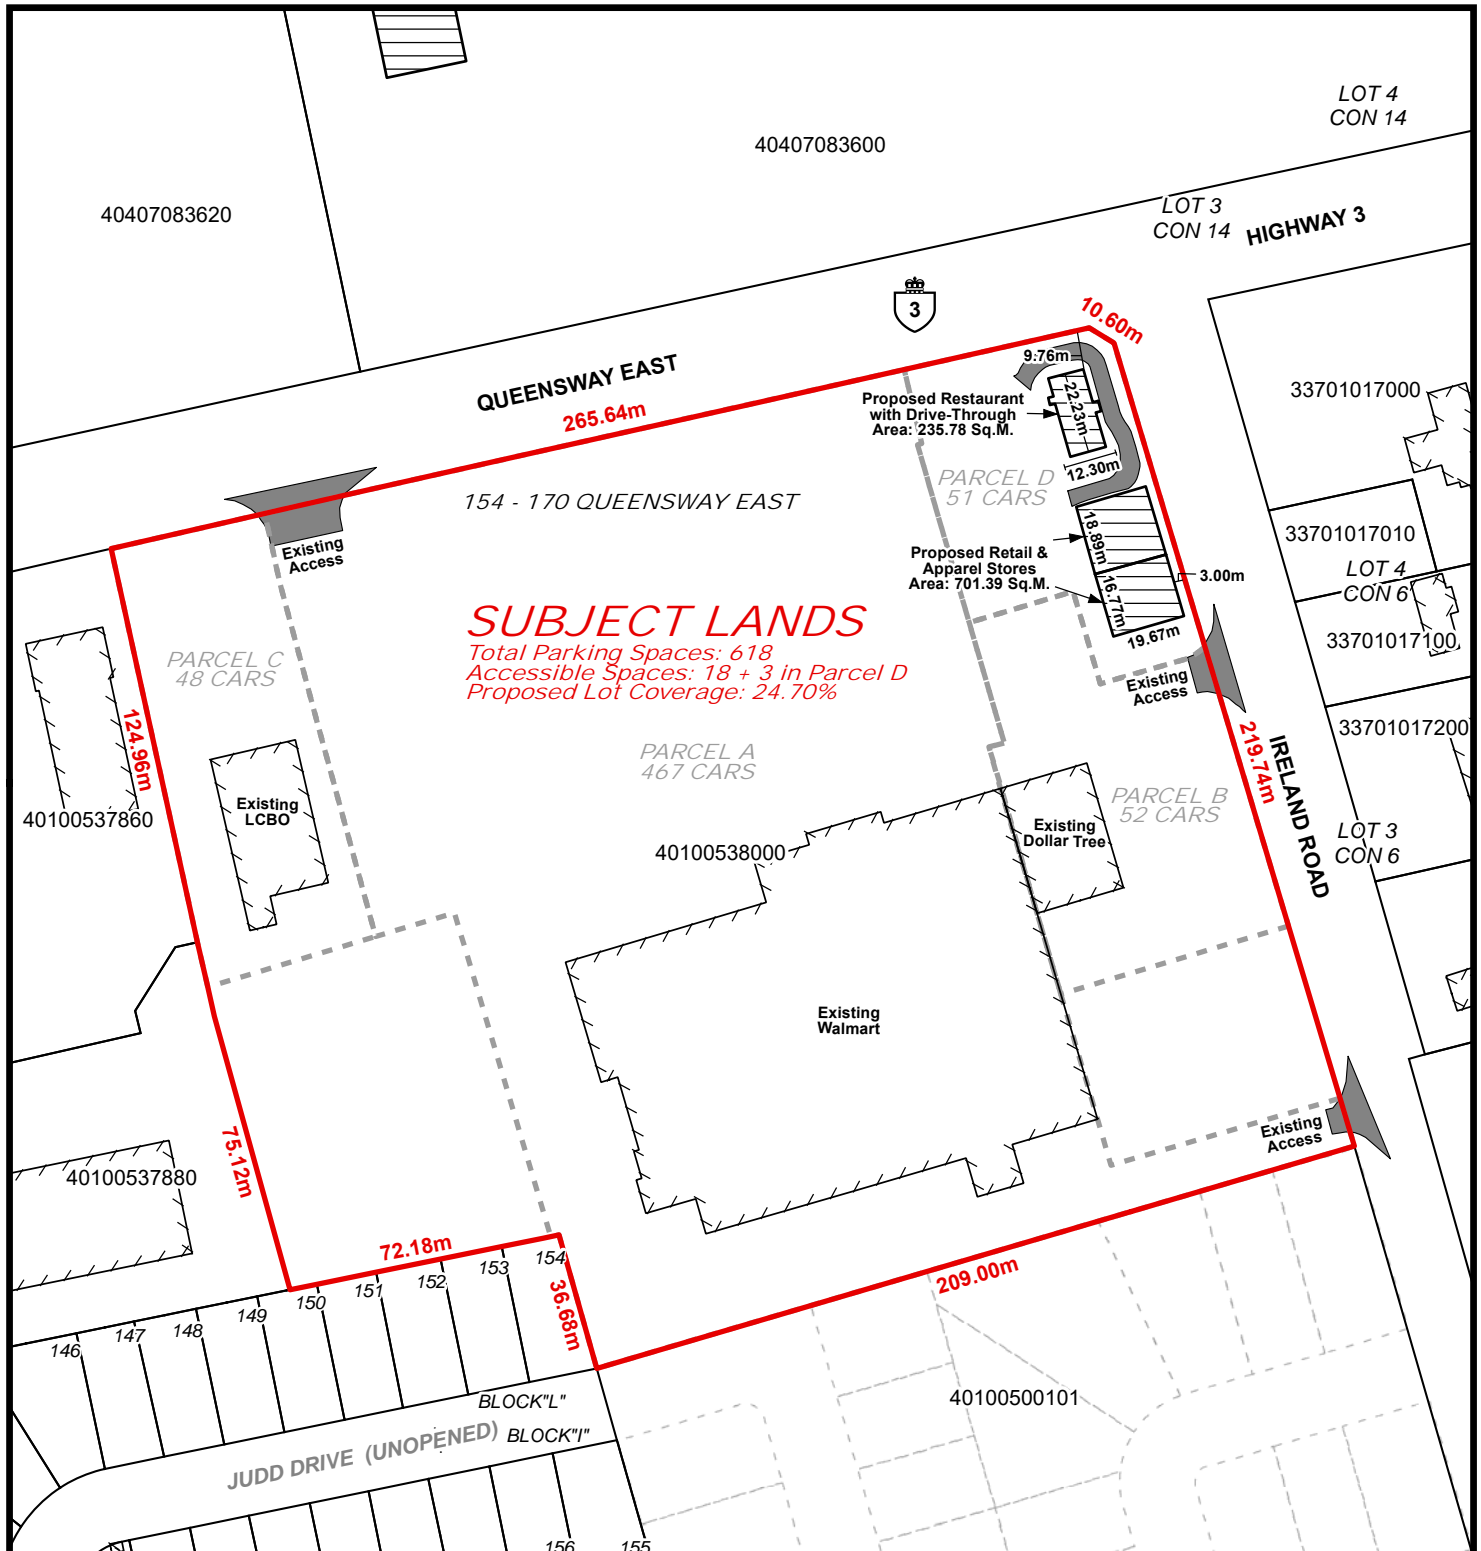 LOT 4
CON 14
40407083600
40407083620
LOT 3
CON 14
HIGHWAY 3
3
10.60m
QUEENSWAY EAST
265.64m
9.76m
22.23m
Proposed Restaurant
with Drive-Through
Area: 235.78 Sq.M.
12.30m
33701017000
PARCEL D
51 CARS
154 - 170 QUEENSWAY EAST
Existing
Access
18.89m
Proposed Retail &
Apparel Stores
Area: 701.39 Sq.M.
16.77m
3.00m
19.67m
33701017010
LOT 4
CON 6
33701017100
SUBJECT LANDS
Total Parking Spaces: 618
Accessible Spaces: 18 + 3 in Parcel D
Proposed Lot Coverage: 24.70%
PARCEL C
48 CARS
124.96m
Existing
Access
219.74m
IRELAND ROAD
33701017200
PARCEL A
467 CARS
PARCEL B
52 CARS
Existing
LCBO
40100537860
Existing
Dollar Tree
40100538000
LOT 3
CON 6
Existing
Walmart
75.12m
40100537880
Existing
Access
72.18m
36.68m
209.00m
146
147
148
149
150
151
152
153
154
40100500101
BLOCK"L"
JUDD DRIVE (UNOPENED)
BLOCK"I"
156
155